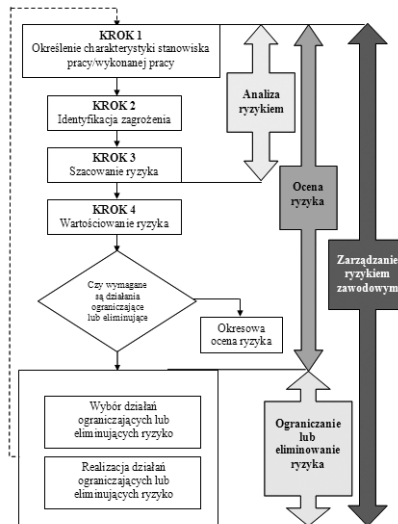 KROK 1
Określenie charakterystyki stanowiska
pracy/wykonanej pracy
KROK 2
Identyfikacja zagrożenia
KROK 3
Szacowanie ryzyka
KROK 4
Wartościowanie ryzyka
Czy wymagane
są działania
ograniczające
lub eliminujące
Okresowa
ocena ryzyka
Wybór działań
ograniczających lub
eliminujących ryzyko
Realizacja działań
ograniczających lub
eliminujących ryzyko
Analiza
ryzykiem
Ocena
ryzyka
Zarządzanie
ryzykiem
zawodowym
Ograniczanie
lub
eliminowanie
ryzyka